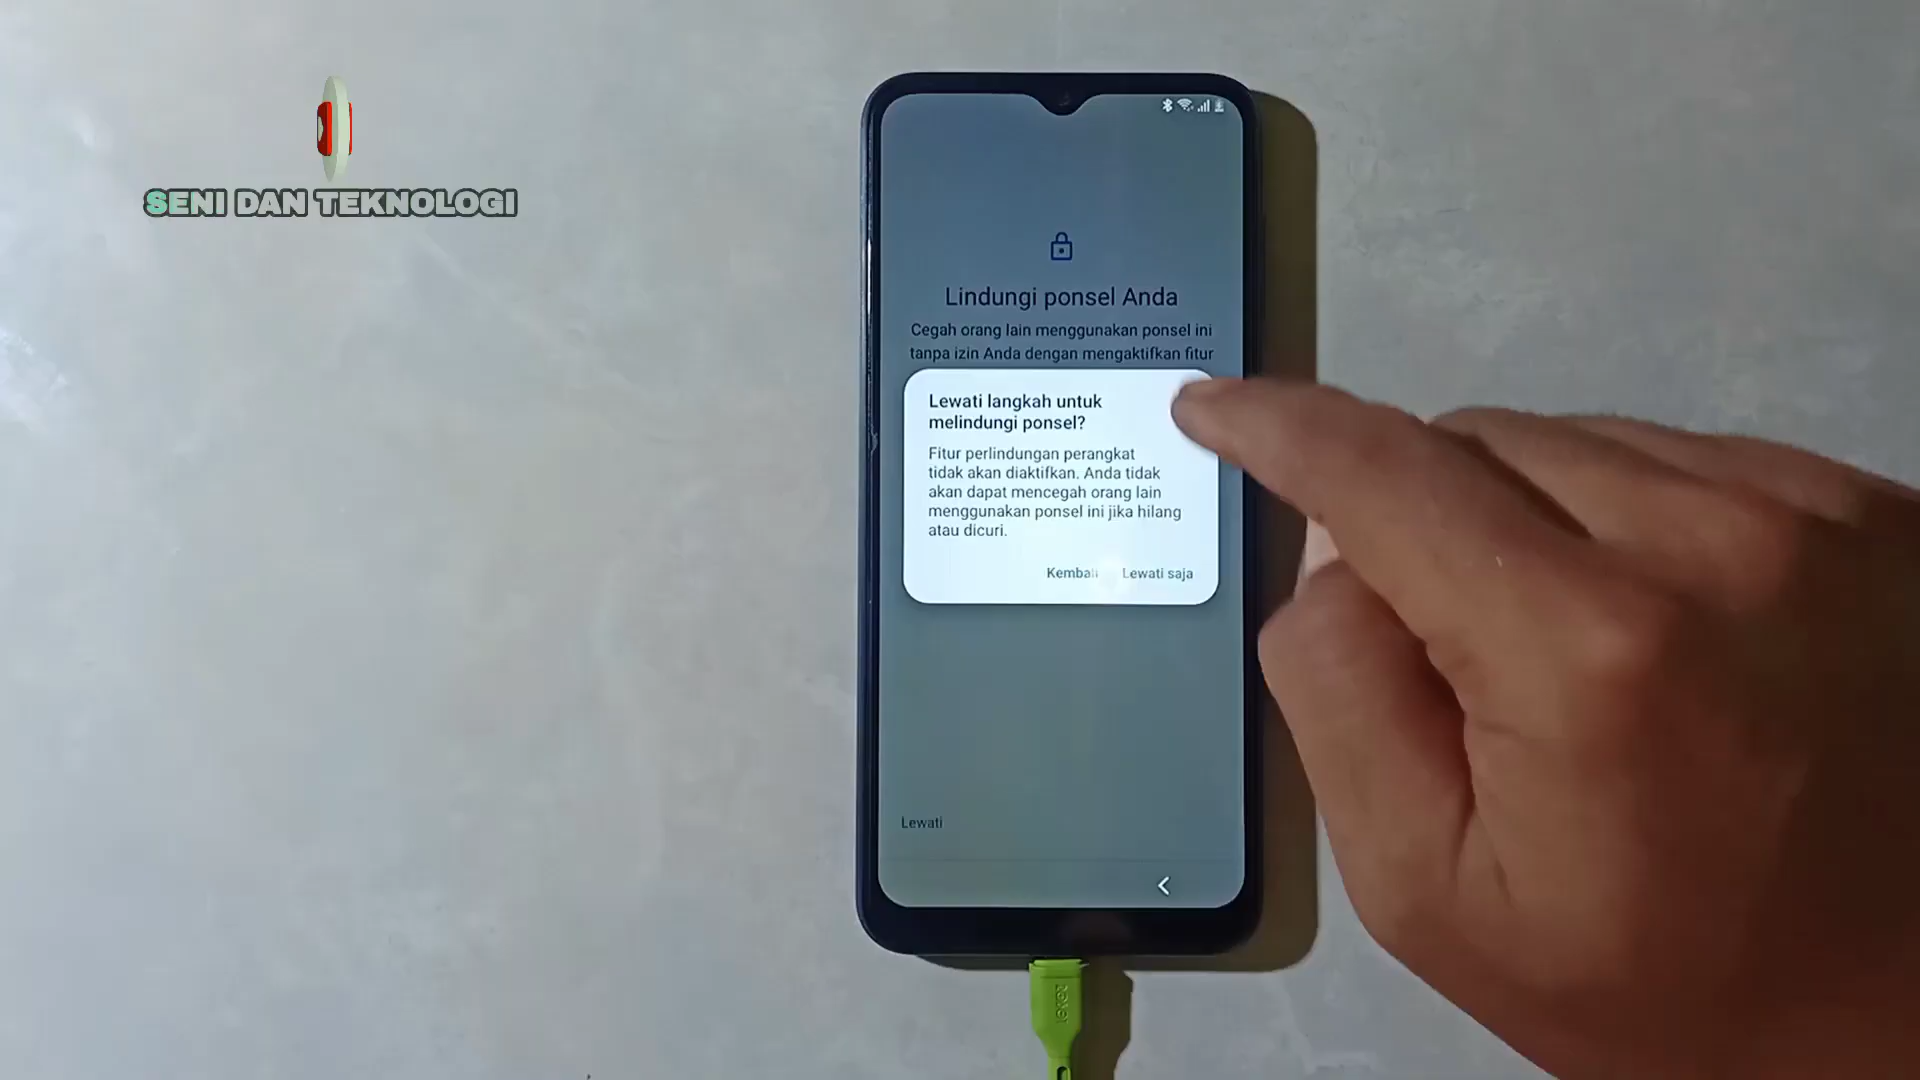 SENI DAN TEKNOLOGI
Lindungi ponsel Anda
Cegah orang lain menggunakan ponsel ini
tanpa izin Anda dengan mengaktifkan fitur
Lewati langkah untuk
melindungi ponsel?
Fitur perlindungan perangkat
tidak akan diaktifkan. Anda tidak
akan dapat mencegah orang lain
menggunakan ponsel ini jika hilang
atau dicuri.
Kembali Lewati saja
Lewati